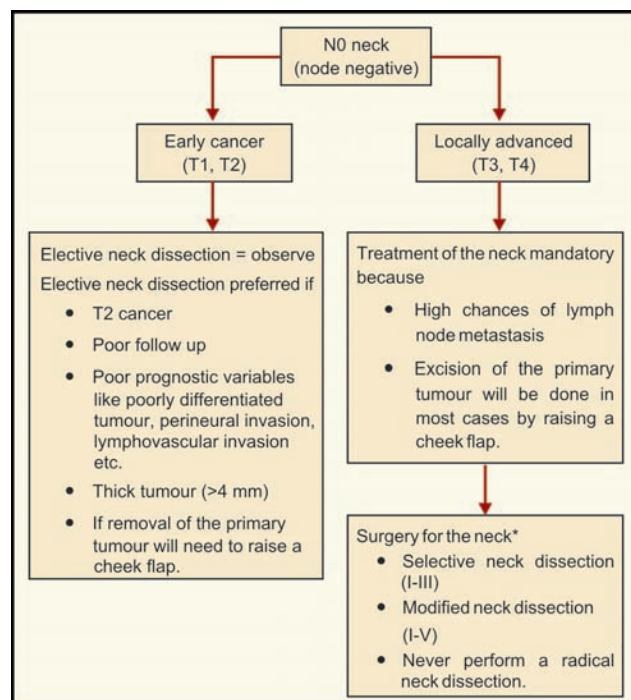 N0 neck
(node negative)
Early cancer
(T1, T2)
Locally advanced
(T3, T4)
Elective neck dissection = observe
Elective neck dissection preferred if
• T2 cancer
• Poor follow up
• Poor prognostic variables
like poorly differentiated
tumour, perineural invasion,
lymphovascular invasion
etc.
• Thick tumour (>4 mm)
• If removal of the primary
tumour will need to raise a
cheek flap.
Treatment of the neck mandatory
because
• High chances of lymph
node metastasis
• Excision of the primary
tumour will be done in
most cases by raising a
cheek flap.
Surgery for the neck*
• Selective neck dissection
(I-III)
• Modified neck dissection
(I-V)
• Never perform a radical
neck dissection.